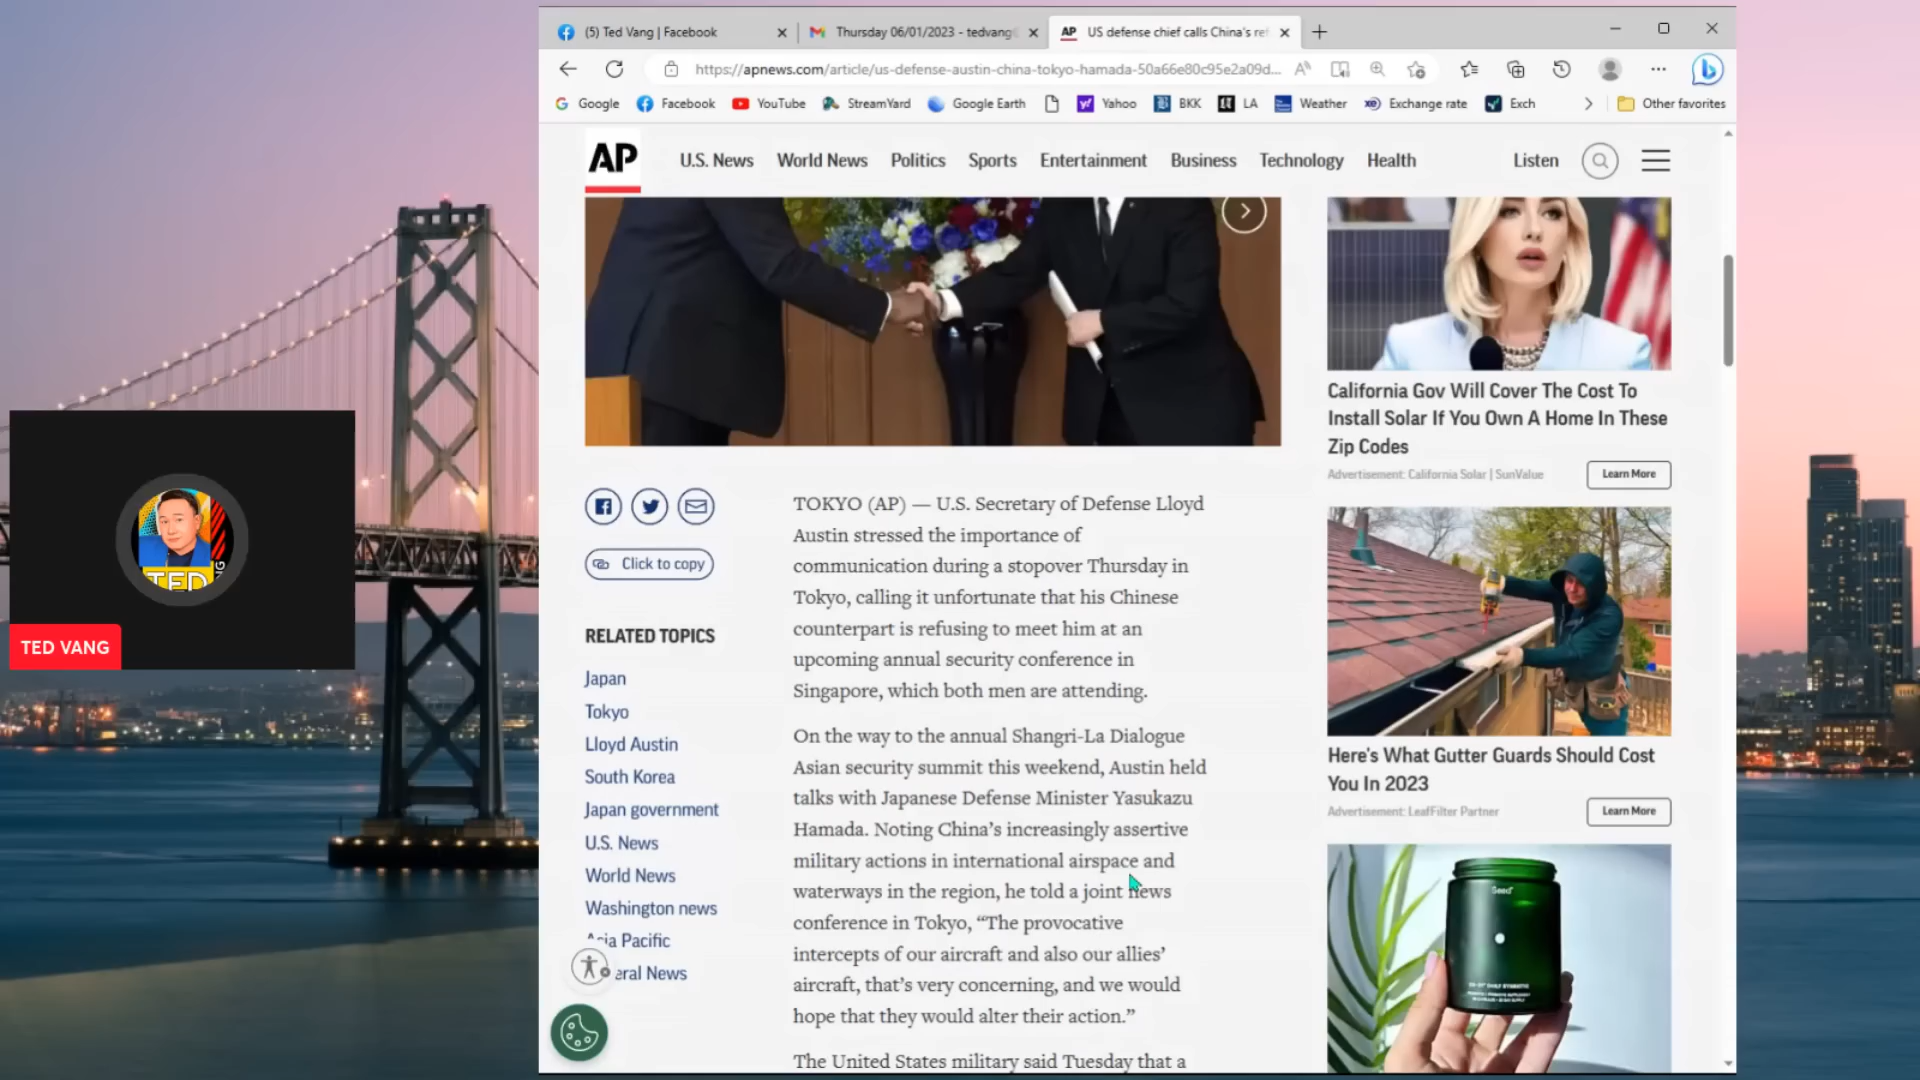 (5) Ted Vang | Facebook
Thursday 06/01/2023 - tedvang
AP US defense chief calls China's ref
https://apnews.com/article/us-defense-austin-china-tokyo-hamada-50a66e80c95e2a09d...
Google Facebook YouTube StreamYard Google Earth Yahoo BKK LA Weather Exchange rate Exch Other favorites
AP U.S. News World News Politics Sports Entertainment Business Technology Health Listen
TED
TED VANG
Click to copy
RELATED TOPICS
Japan
Tokyo
Lloyd Austin
South Korea
Japan government
U.S. News
World News
Washington news
Asia Pacific
eral News
TOKYO (AP) — U.S. Secretary of Defense Lloyd
Austin stressed the importance of
communication during a stopover Thursday in
Tokyo, calling it unfortunate that his Chinese
counterpart is refusing to meet him at an
upcoming annual security conference in
Singapore, which both men are attending.
On the way to the annual Shangri-La Dialogue
Asian security summit this weekend, Austin held
talks with Japanese Defense Minister Yasukazu
Hamada. Noting China’s increasingly assertive
military actions in international airspace and
waterways in the region, he told a joint news
conference in Tokyo, “The provocative
intercepts of our aircraft and also our allies’
aircraft, that’s very concerning, and we would
hope that they would alter their action.”
The United States military said Tuesday that a
California Gov Will Cover The Cost To
Install Solar If You Own A Home In These
Zip Codes
Advertisement: California Solar | SunValue
Learn More
Here's What Gutter Guards Should Cost
You In 2023
Advertisement: LeafFilter Partner
Learn More
Seed